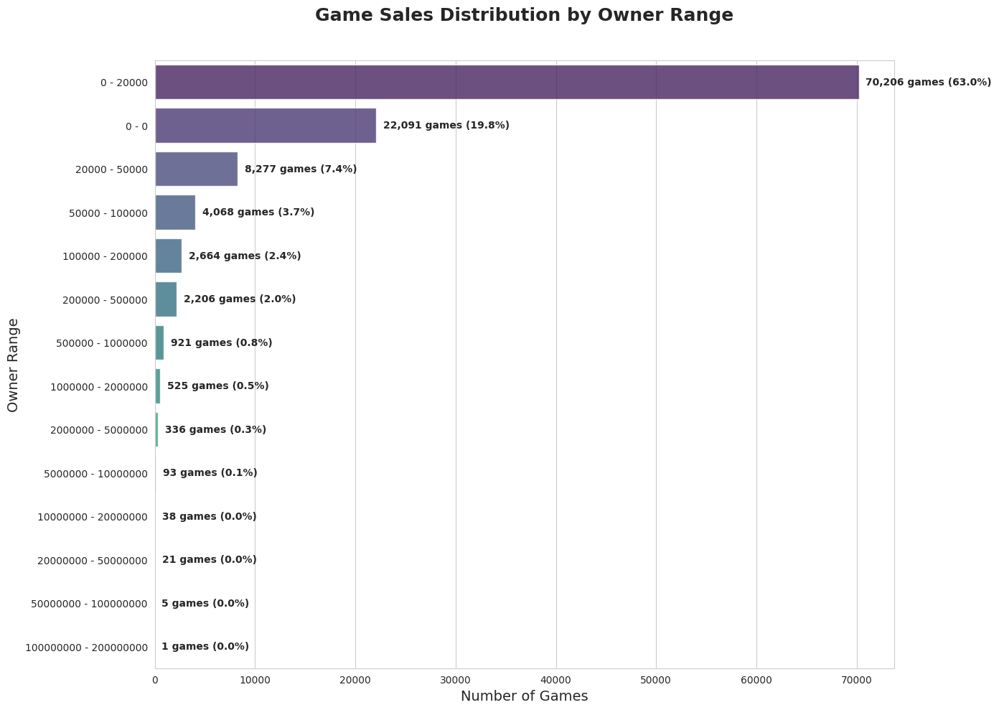 Game Sales Distribution by Owner Range
0 - 20000
70,206 games (63.0%)
0 - 0
22,091 games (19.8%)
20000 - 50000
8,277 games (7.4%)
50000 - 100000
4,068 games (3.7%)
100000 - 200000
2,664 games (2.4%)
200000 - 500000
2,206 games (2.0%)
500000 - 1000000
921 games (0.8%)
1000000 - 2000000
525 games (0.5%)
2000000 - 5000000
336 games (0.3%)
5000000 - 10000000
93 games (0.1%)
10000000 - 20000000
38 games (0.0%)
20000000 - 50000000
21 games (0.0%)
50000000 - 100000000
5 games (0.0%)
100000000 - 200000000
1 games (0.0%)
Owner Range
0 10000 20000 30000 40000 50000 60000 70000
Number of Games